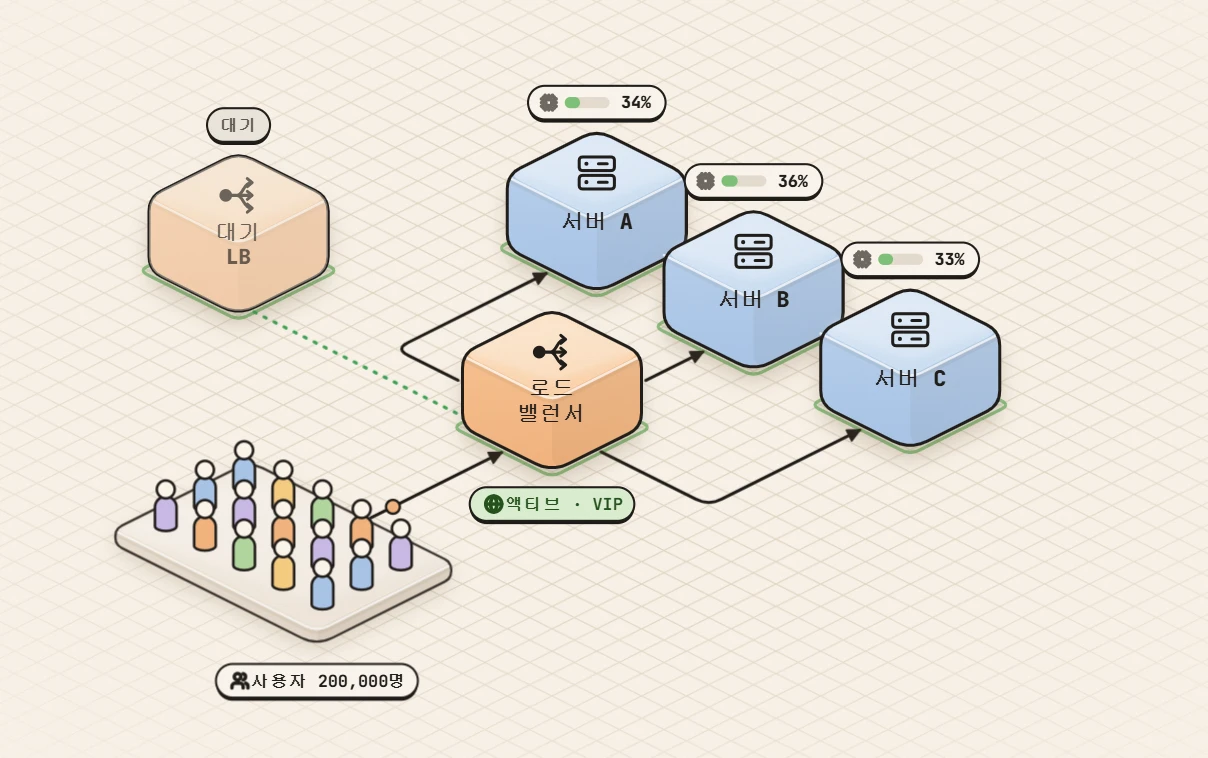 34%
대기
36%
서버 A
대기
LB
33%
서버 B
서버 C
로드
밸런서
액티브 · VIP
사용자 200,000명